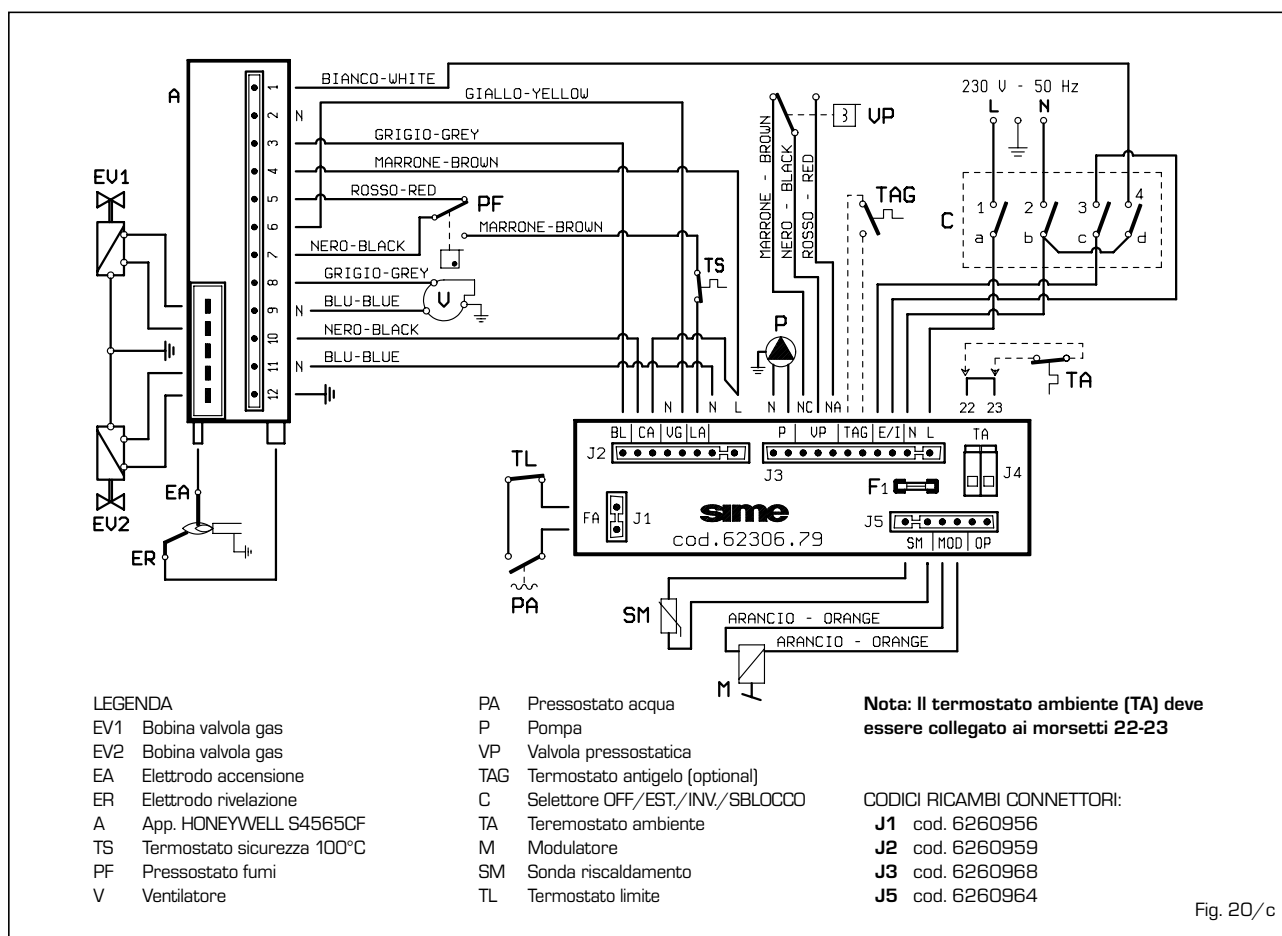 BIANCO-WHITE
GIALLO-YELLOW
GRIGIO-GREY
MARRONE-BROWN
ROSSO-RED
NERO-BLACK
GRIGIO-GREY
BLU-BLUE
NERO-BLACK
BLU-BLUE
A
1
2
3
4
5
6
7
8
9
10
11
12
N
N
N
EV1
EV2
EA
ER
PF
MARRONE-BROWN
V
TS
MARRONE - BROWN
NERO - BLACK
ROSSO - RED
VP
TAG
230 V - 50 Hz
L N
C
1 2 3 4
a b c d
P
TA
22 23
N N L
N NC NA
BL CA VG LA
J2
P VP TAG E/I N L
J3
TA
J4
F1
TL
PA
FA J1
sime
cod.62306.79
J5
SM MOD OP
SM
ARANCIO - ORANGE
ARANCIO - ORANGE
M
LEGENDA
EV1 Bobina valvola gas
EV2 Bobina valvola gas
EA Elettrodo accensione
ER Elettrodo rivelazione
A App. HONEYWELL S4565CF
TS Termostato sicurezza 100°C
PF Pressostato fumi
V Ventilatore
PA Pressostato acqua
P Pompa
VP Valvola pressostatica
TAG Termostato antigelo (optional)
C Selettore OFF/EST./INV./SBLOCCO
TA Teremostato ambiente
M Modulatore
SM Sonda riscaldamento
TL Termostato limite
Nota: Il termostato ambiente (TA) deve
essere collegato ai morsetti 22-23
CODICI RICAMBI CONNETTORI:
J1 cod. 6260956
J2 cod. 6260959
J3 cod. 6260968
J5 cod. 6260964
Fig. 20/c